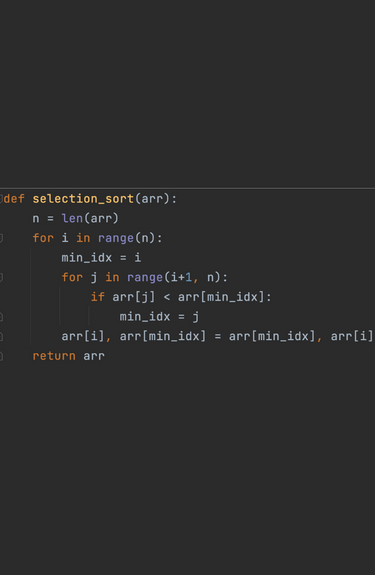 def selection_sort(arr):
    n = len(arr)
    for i in range(n):
        min_idx = i
        for j in range(i+1, n):
            if arr[j] < arr[min_idx]:
                min_idx = j
        arr[i], arr[min_idx] = arr[min_idx], arr[i]
    return arr